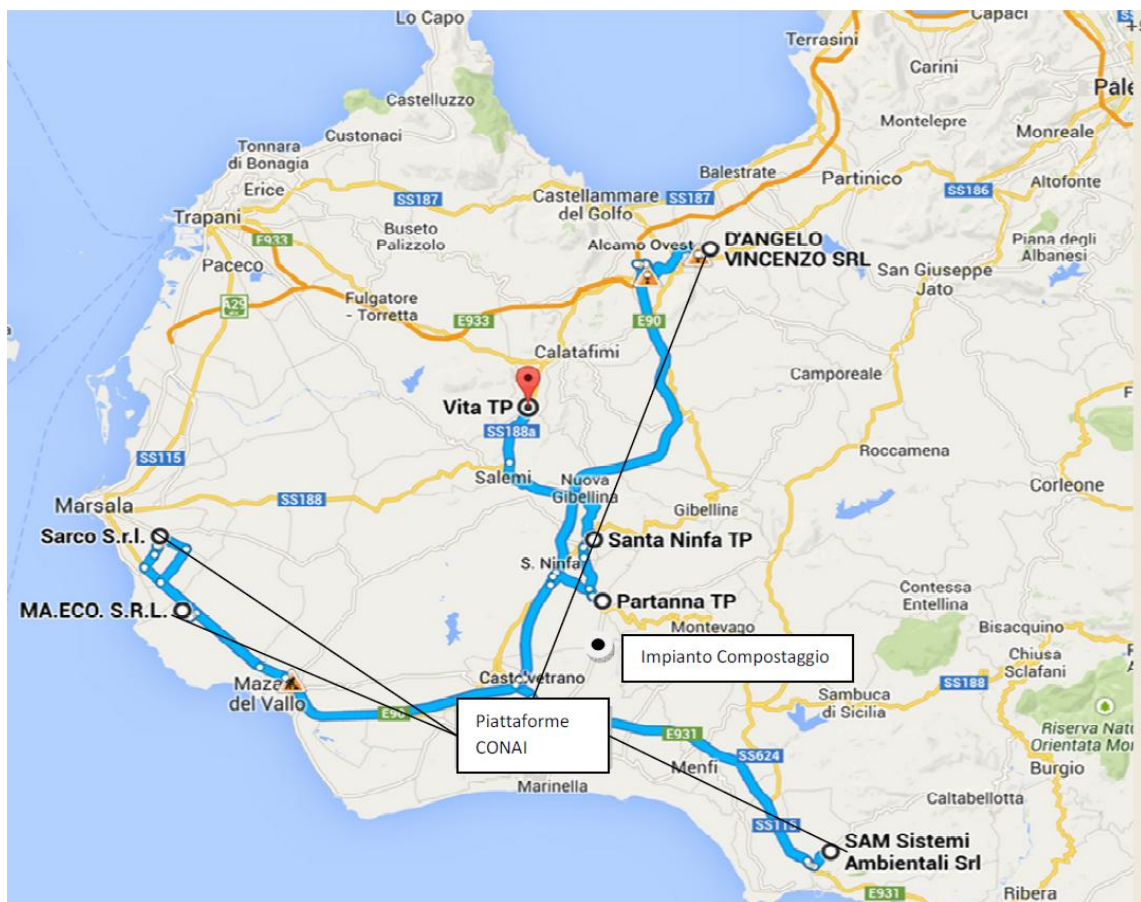 Lo Capo
Capaci
Terrasini
Carini
Castelluzzo
Montelepre
Custonaci
Monreale
Tonnara
di Bonagia
Balestrate
Partinico
SS187
SS186
Altofonte
Erice
SS187
Castellammare
del Golfo
Trapani
E933
Buseto
Palizzolo
Alcamo Ovest
D'ANGELO
VINCENZO SRL
Piana degli
Albanesi
Paceco
San Giuseppe
Jato
A29
Fulgatore
- Torretta
E933
E90
Calatafimi
Camporeale
Vita TP
SS188a
Roccamena
SS115
Salemi
Nuova
Gibellina
Corleone
Marsala
SS188
Gibellina
Sarco S.r.l.
Santa Ninfa TP
S. Ninfa
Contessa
Entellina
MA.ECO. S.R.L.
Partanna TP
Montevago
Bisacquino
Impianto Compostaggio
Chiusa
Sclafani
Castelvetrano
SS188
Mazara
del Vallo
Sambuca
di Sicilia
E90
Piattaforme
CONAI
E931
SS624
Menfi
Riserva
Orientata
Burgio
Marinella
Caltabellotta
SS115
SAM Sistemi
Ambientali Srl
E931
Ribera